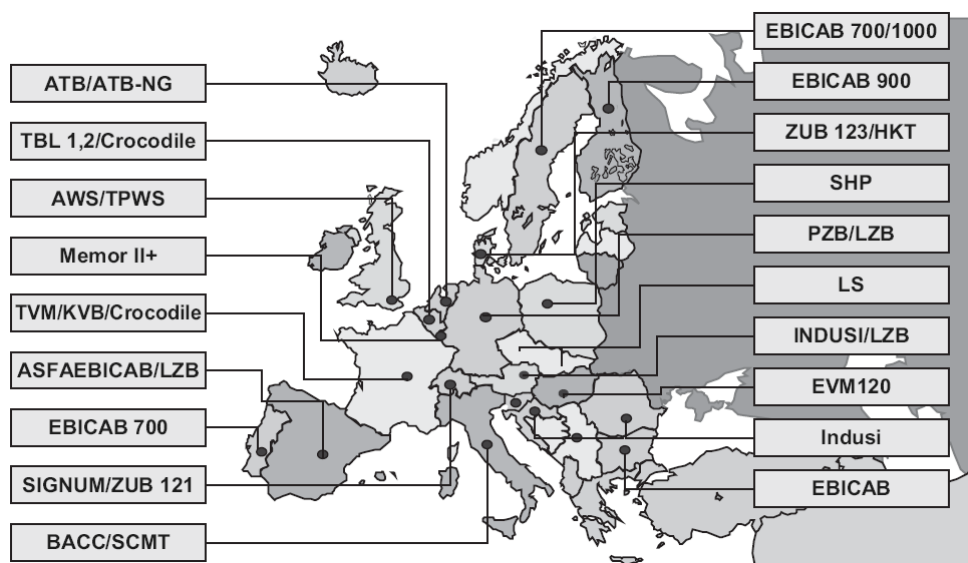 ATB/ATB-NG
TBL 1,2/Crocodile
AWS/TPWS
Memor II+
TVM/KVB/Crocodile
ASFAEBICAB/LZB
EBICAB 700
SIGNUM/ZUB 121
BACC/SCMT
EBICAB 700/1000
EBICAB 900
ZUB 123/HKT
SHP
PZB/LZB
LS
INDUSI/LZB
EVM120
Indusi
EBICAB